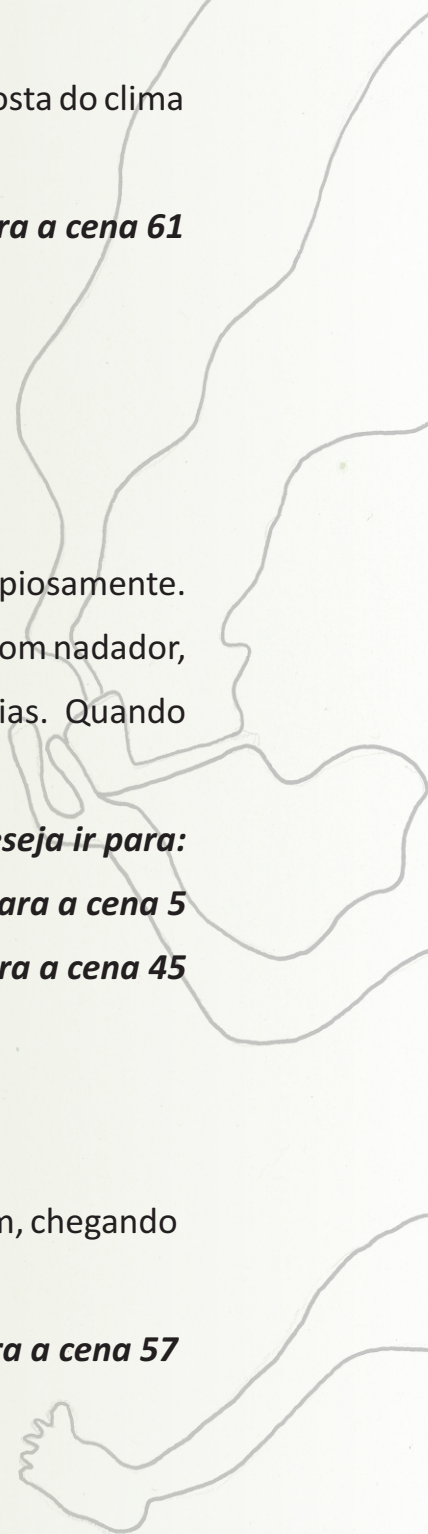 osta do clima
ra a cena 61
piosamente.
om nadador,
ias. Quando
eseja ir para:
ara a cena 5
ra a cena 45
m, chegando
ra a cena 57